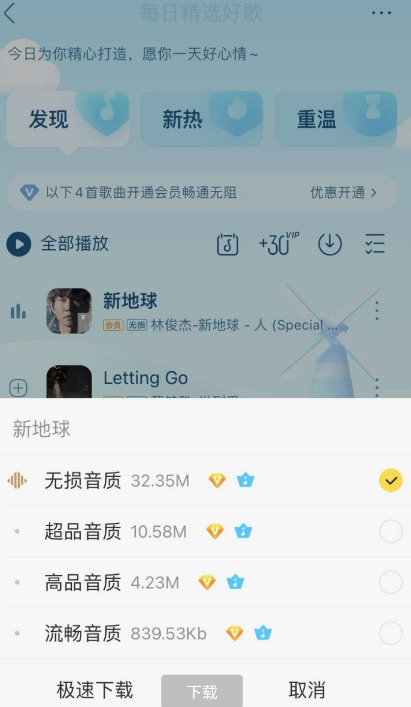 每日精选好歌
今日为你精心打造，愿你一天好心情~
发现 新热 重温
以下4首歌曲开通会员畅通无阻 优惠开通 >
全部播放 +30VIP
新地球
会员 无损 林俊杰-新地球 - 人 (Special ...
Letting Go
新地球
无损音质 32.35M
超品音质 10.58M
高品音质 4.23M
流畅音质 839.53Kb
极速下载 下载 取消